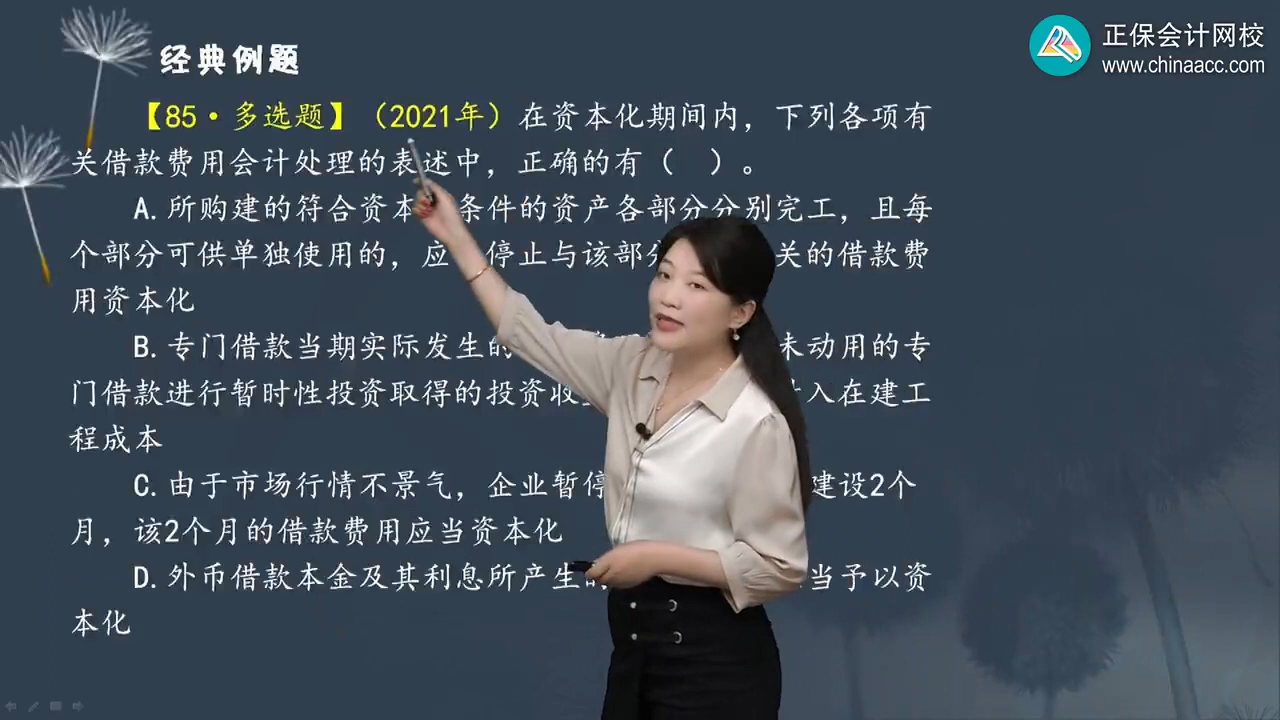 正保会计网校
www.chinaacc.com
经典例题
【85·多选题】（2021年）在资本化期间内，下列各项有
关借款费用会计处理的表述中，正确的有（ ）。
A.所购建的符合资本 条件的资产各部分分别完工，且每
个部分可供单独使用的，应 停止与该部分 关的借款费
用资本化
B.专门借款当期实际发生的 未动用的专
门借款进行暂时性投资取得的投资收 入在建工
程成本
C.由于市场行情不景气，企业暂停 建设2个
月，该2个月的借款费用应当资本化
D.外币借款本金及其利息所产生的 当予以资
本化